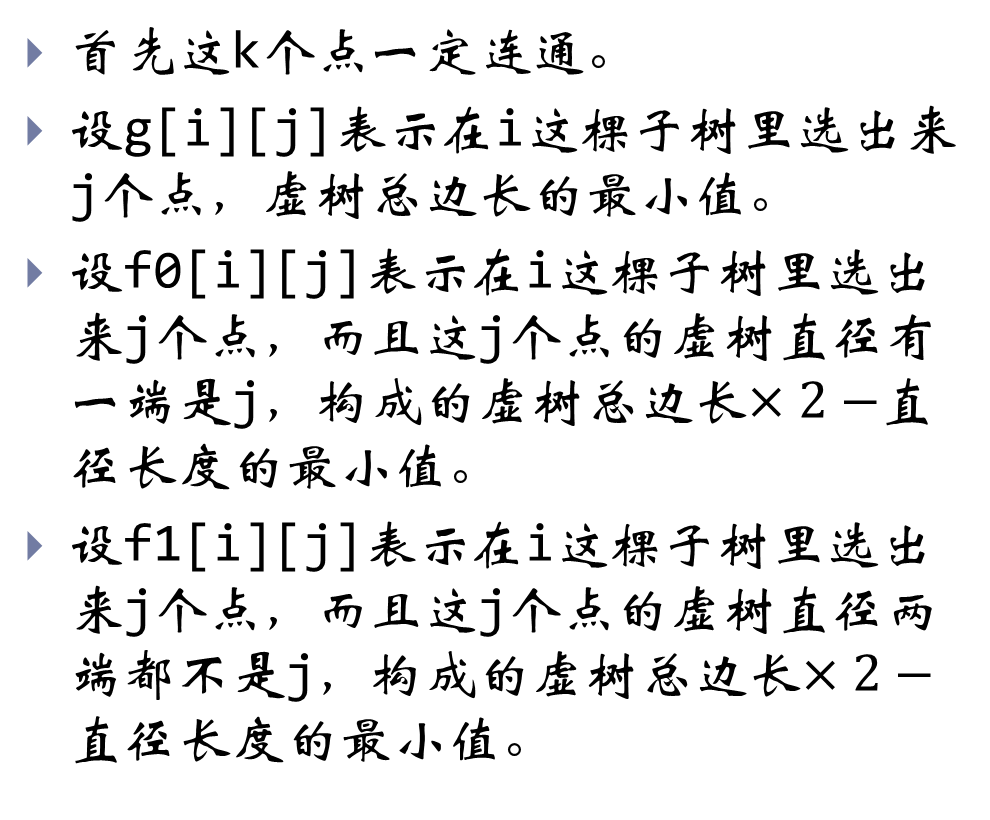 首先这k个点一定连通。
设g[i][j]表示在i这棵子树里选出来
j个点，虚树总边长的最小值。
设f0[i][j]表示在i这棵子树里选出
来j个点，而且这j个点的虚树直径有
一端是j，构成的虚树总边长×2－直
径长度的最小值。
设f1[i][j]表示在i这棵子树里选出
来j个点，而且这j个点的虚树直径两
端都不是j，构成的虚树总边长×2－
直径长度的最小值。